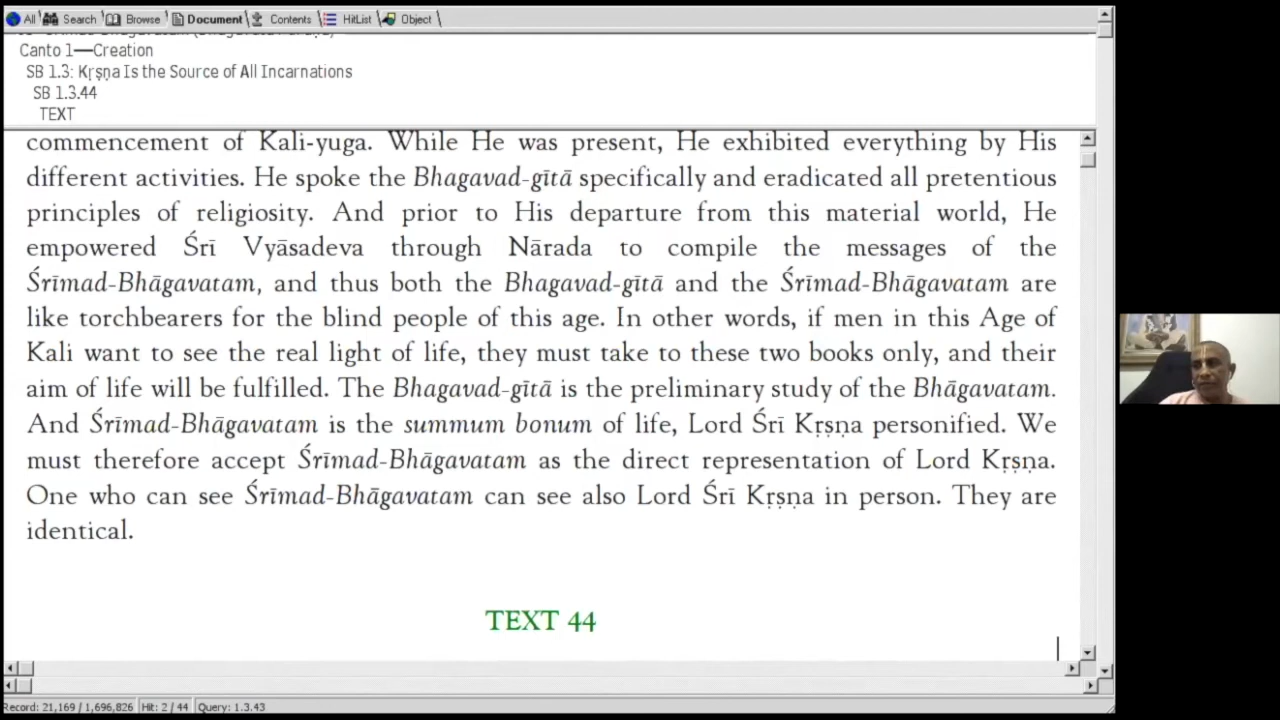 All Search Browse Document Contents HitList Object
Canto 1—Creation
SB 1.3: Kṛṣṇa Is the Source of All Incarnations
SB 1.3.44
TEXT
commencement of Kali-yuga. While He was present, He exhibited everything by His
different activities. He spoke the Bhagavad-gītā specifically and eradicated all pretentious
principles of religiosity. And prior to His departure from this material world, He
empowered Śrī Vyāsadeva through Nārada to compile the messages of the
Śrīmad-Bhāgavatam, and thus both the Bhagavad-gītā and the Śrīmad-Bhāgavatam are
like torchbearers for the blind people of this age. In other words, if men in this Age of
Kali want to see the real light of life, they must take to these two books only, and their
aim of life will be fulfilled. The Bhagavad-gītā is the preliminary study of the Bhāgavatam.
And Śrīmad-Bhāgavatam is the summum bonum of life, Lord Śrī Kṛṣṇa personified. We
must therefore accept Śrīmad-Bhāgavatam as the direct representation of Lord Kṛṣṇa.
One who can see Śrīmad-Bhāgavatam can see also Lord Śrī Kṛṣṇa in person. They are
identical.
TEXT 44
Record: 21,169 / 1,696,826 Hit: 2 / 44 Query: 1.3.43